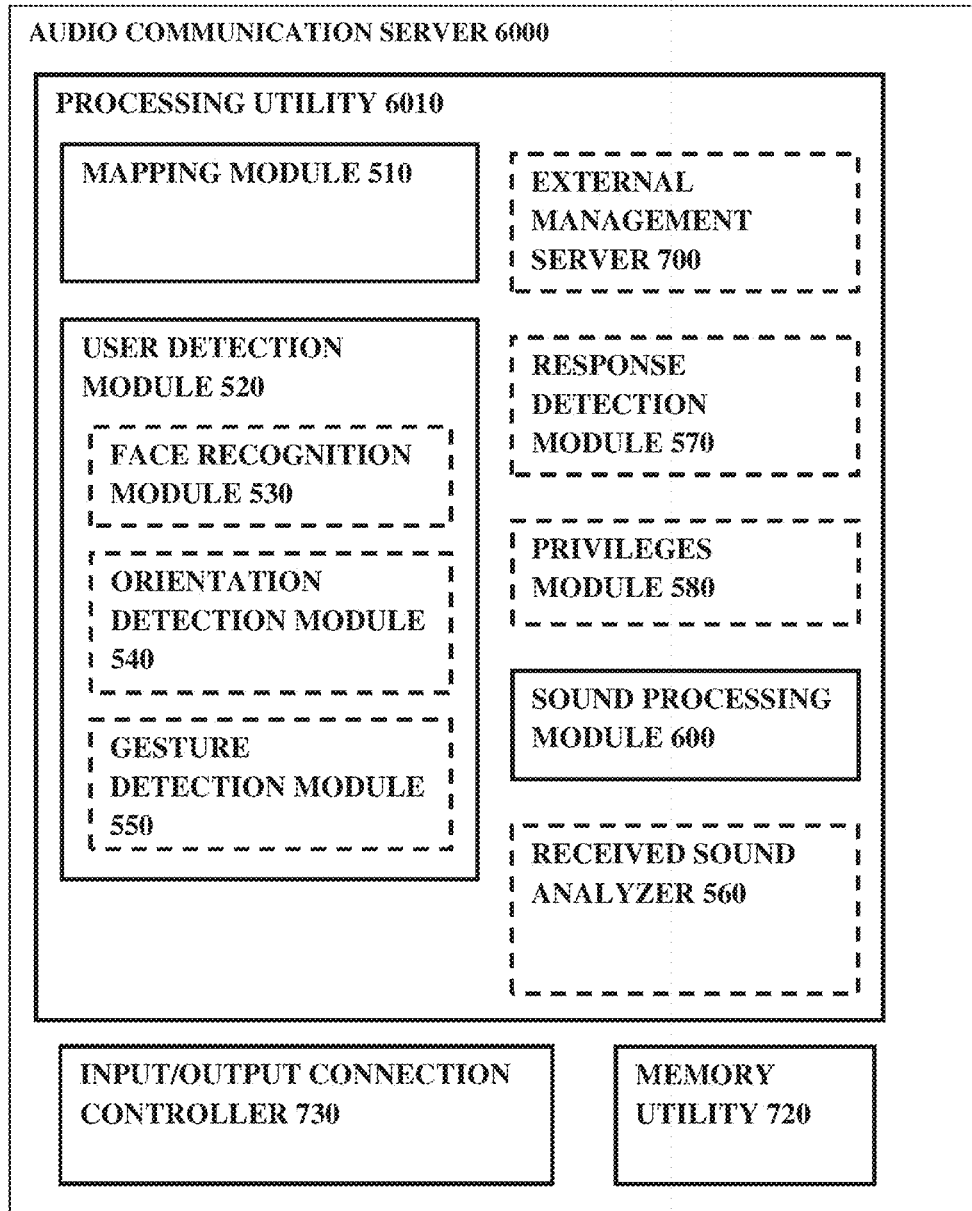 AUDIO COMMUNICATION SERVER 6000
PROCESSING UTILITY 6010
MAPPING MODULE 510
USER DETECTION
MODULE 520
FACE RECOGNITION
MODULE 530
ORIENTATION
DETECTION MODULE
540
GESTURE
DETECTION MODULE
550
EXTERNAL
MANAGEMENT
SERVER 700
RESPONSE
DETECTION
MODULE 570
PRIVILEGES
MODULE 580
SOUND PROCESSING
MODULE 600
RECEIVED SOUND
ANALYZER 560
INPUT/OUTPUT CONNECTION
CONTROLLER 730
MEMORY
UTILITY 720